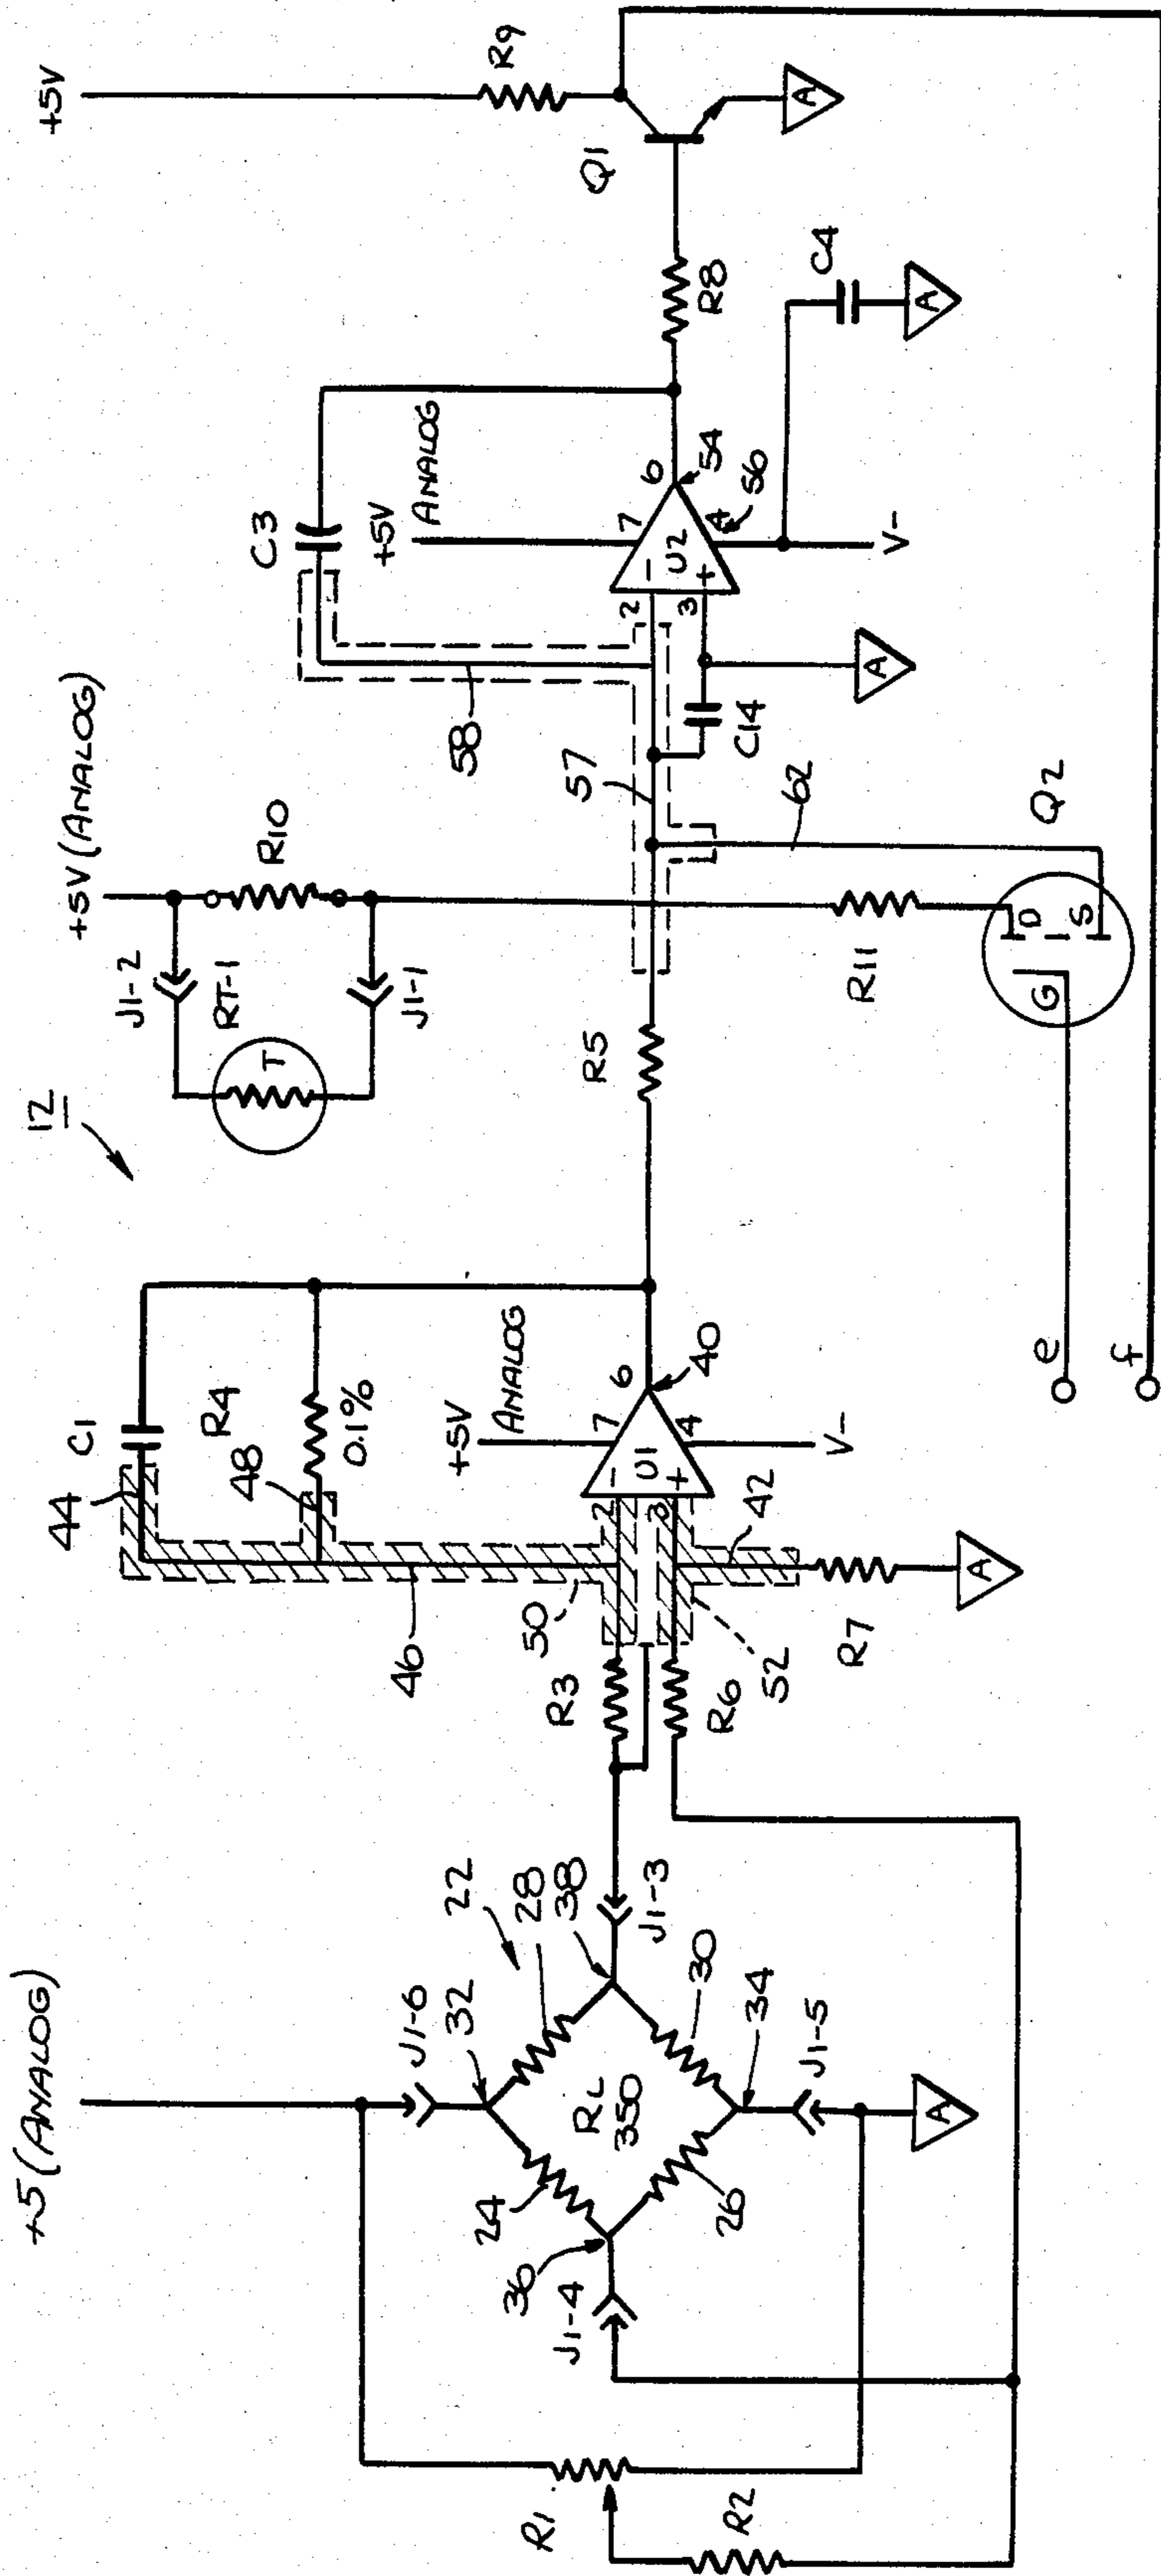 +5 (ANALOG)
R1
R2
J1-6
32
22
28
38
24
RL
350
36
J1-4
26
30
34
J1-5
A
J1-3
R3
R6
50
52
46
44
C1
R4
48
0.1%
+5V
ANALOG
2
3
-
+
U1
7
6
4
40
V-
42
R7
A
12
J1-2
RT-1
T
J1-1
+5V (ANALOG)
R10
R5
57
58
62
C14
A
R11
Q2
G
D
S
e
f
C3
+5V
ANALOG
2
3
-
+
U2
7
6
4
54
56
V-
C4
A
R8
Q1
+5V
R9
A